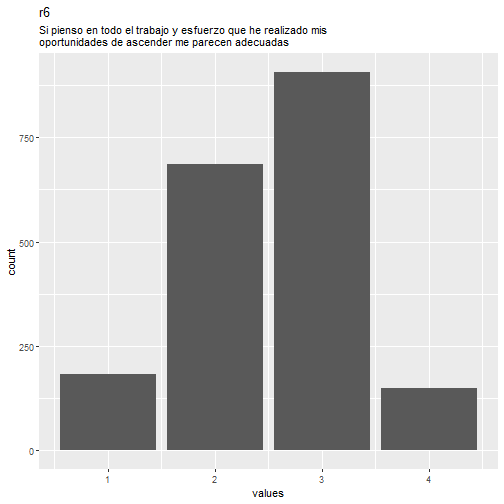 r6
Si pienso en todo el trabajo y esfuerzo que he realizado mis
oportunidades de ascender me parecen adecuadas
750
500
250
0
count
1 2 3 4
values